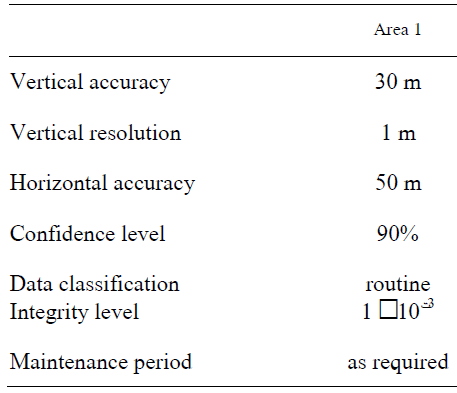 Area 1
Vertical accuracy 30 m
Vertical resolution 1 m
Horizontal accuracy 50 m
Confidence level 90%
Data classification routine
Integrity level 1 □10⁻³
Maintenance period as required